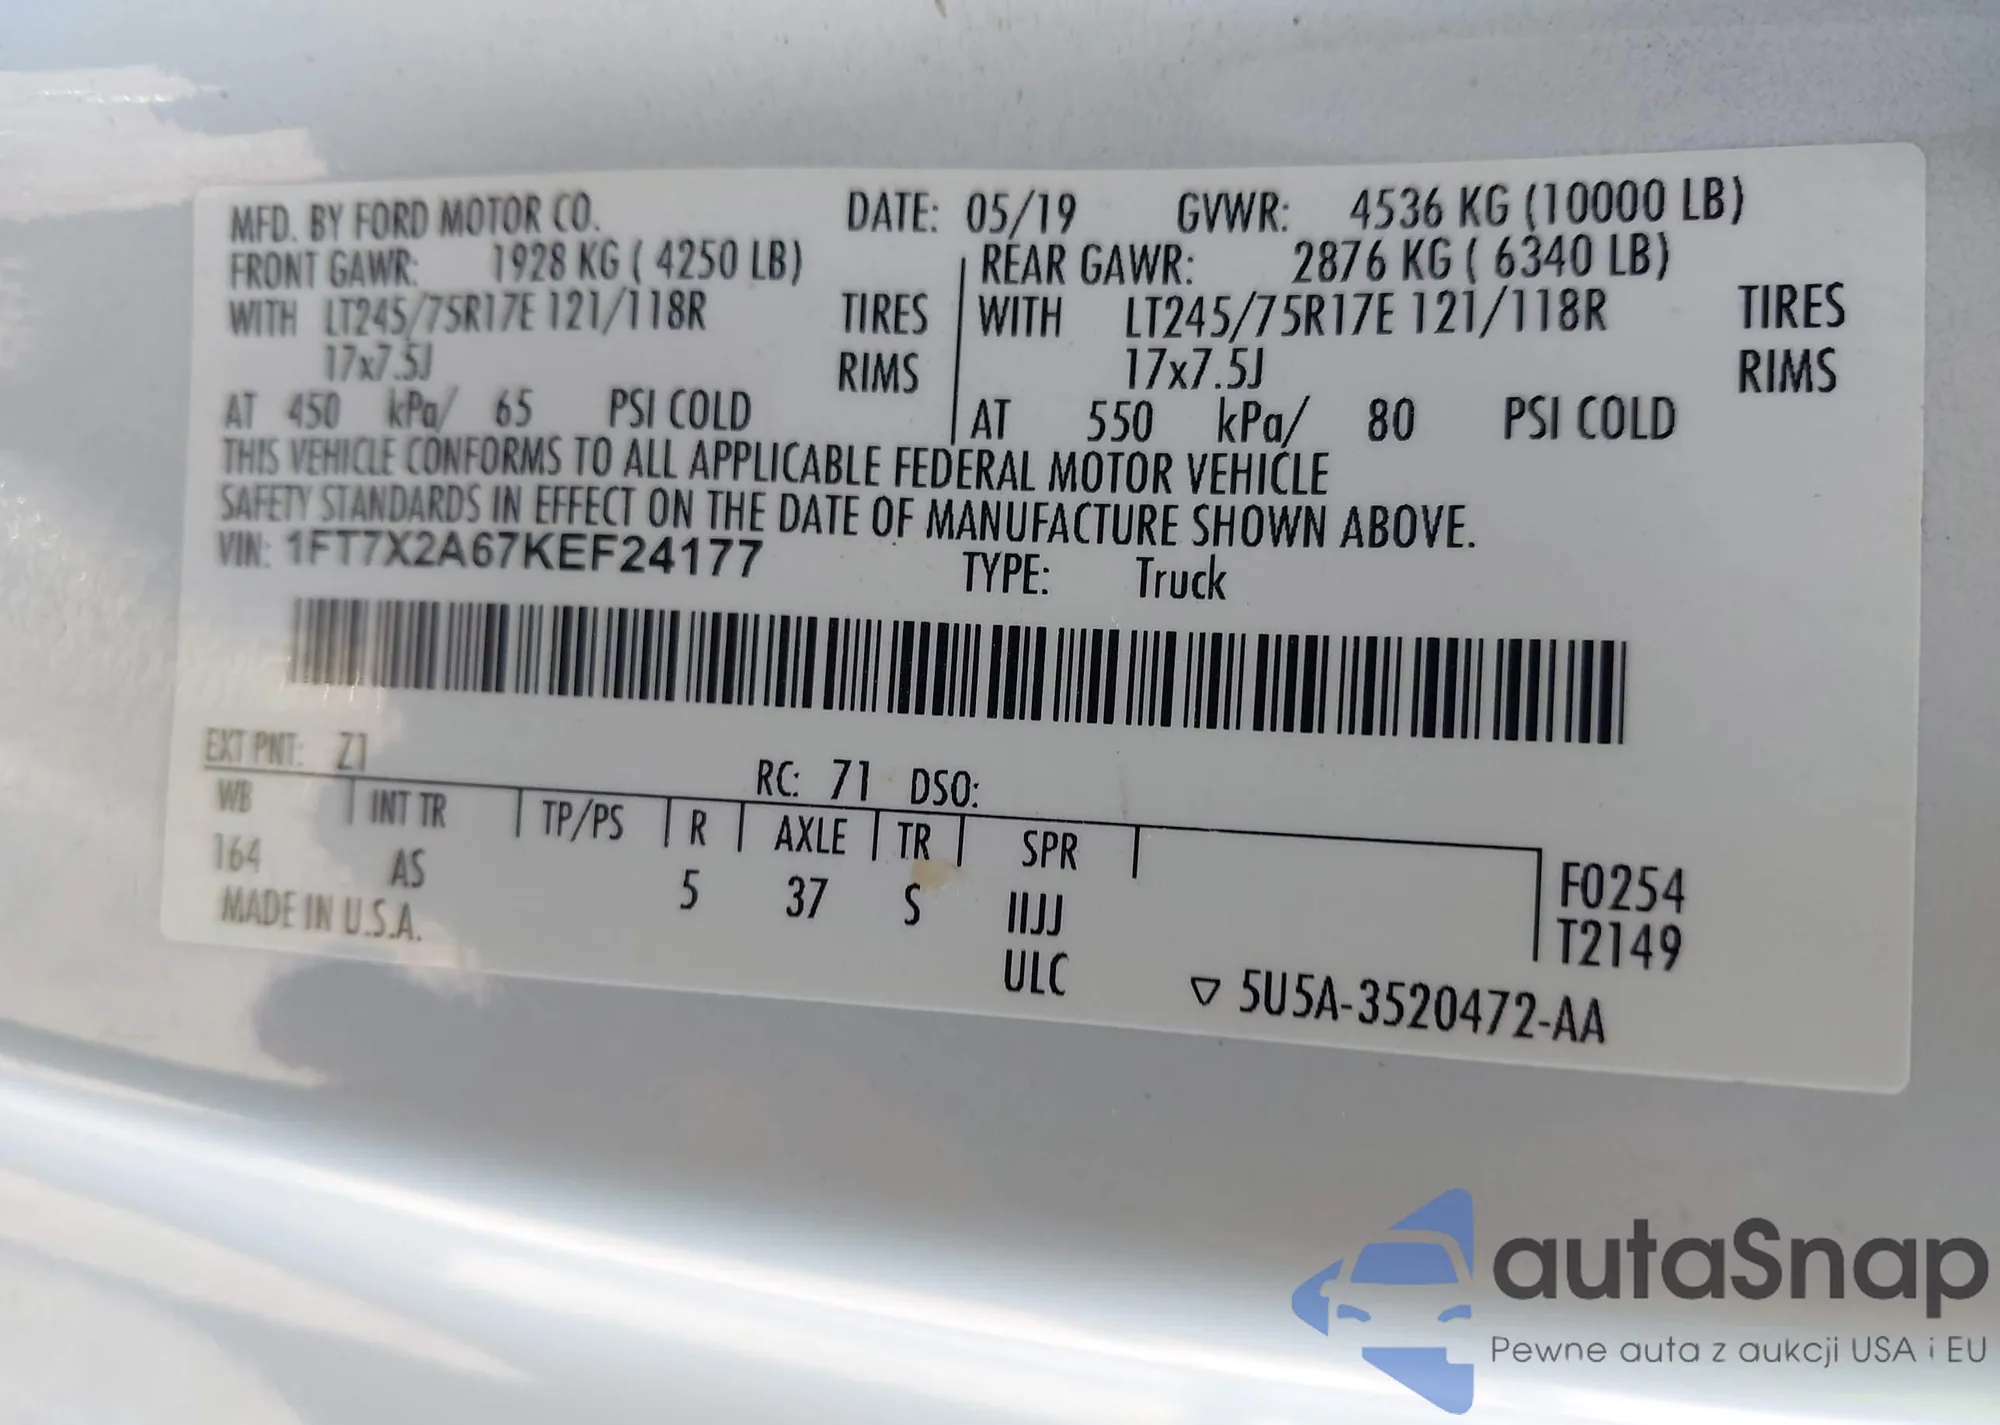 MFD. BY FORD MOTOR CO. DATE: 05/19 GVWR: 4536 KG (10000 LB)
FRONT GAWR: 1928 KG ( 4250 LB) REAR GAWR: 2876 KG ( 6340 LB)
WITH LT245/75R17E 121/118R TIRES WITH LT245/75R17E 121/118R TIRES
17x7.5J RIMS 17x7.5J RIMS
AT 450 kPa/ 65 PSI COLD AT 550 kPa/ 80 PSI COLD
THIS VEHICLE CONFORMS TO ALL APPLICABLE FEDERAL MOTOR VEHICLE
SAFETY STANDARDS IN EFFECT ON THE DATE OF MANUFACTURE SHOWN ABOVE.
VIN: 1FT7X2A67KEF24177 TYPE: Truck
EXT PNT: Z1 RC: 71 DSO:
WB INT TR TP/PS R AXLE TR SPR
164 AS 5 37 S IIJJ F0254
MADE IN U.S.A. ULC T2149
▽ 5U5A-3520472-AA
autaSnap
Pewne auta z aukcji USA i EU